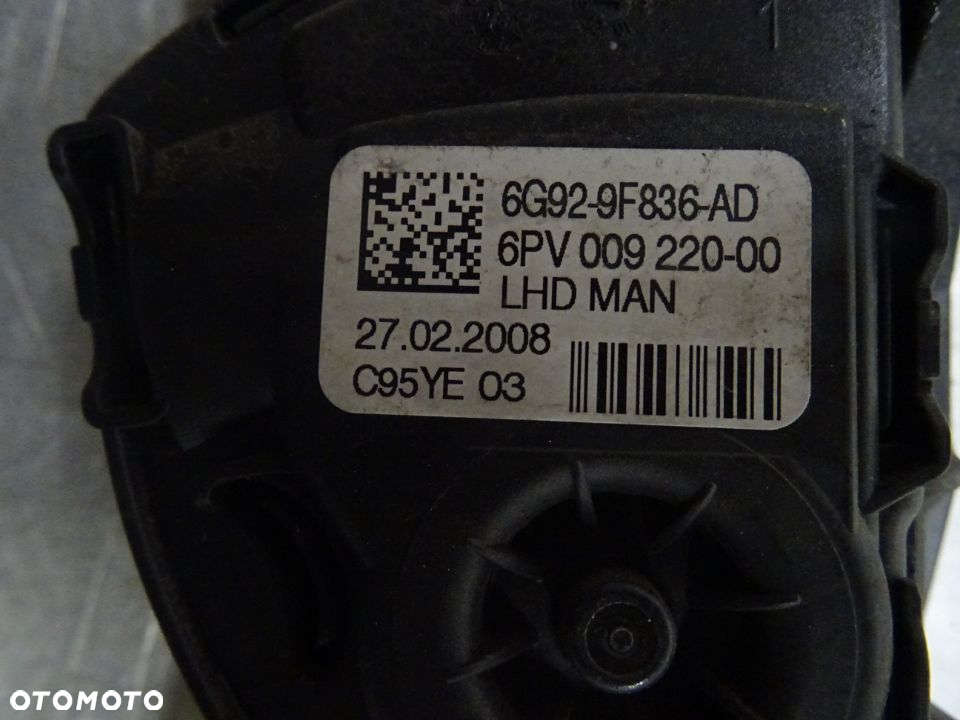 6G92-9F836-AD
6PV 009 220-00
LHD MAN
27.02.2008
C95YE 03
OTOMOTO